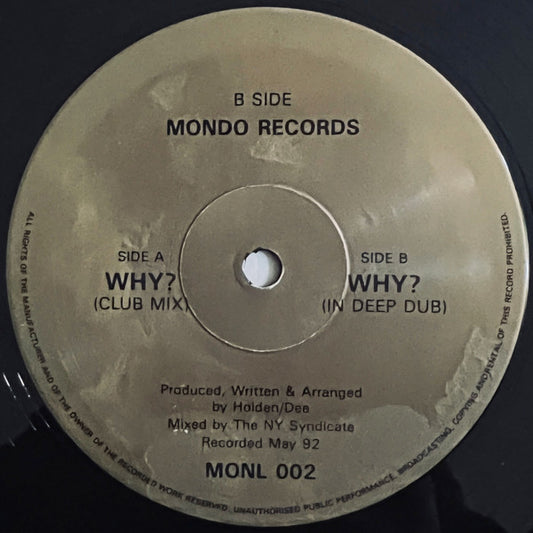 B SIDE
MONDO RECORDS
SIDE A
WHY?
(CLUB MIX)
SIDE B
WHY?
(IN DEEP DUB)
Produced, Written & Arranged
by Holden/Dee
Mixed by The NY Syndicate
Recorded May 92
MONL 002
ALL RIGHTS OF THE MANUFACTURER AND OF THE OWNER OF THE RECORDED WORK RESERVED. UNAUTHORISED PUBLIC PERFORMANCE, BROADCASTING, COPYING AND RENTAL OF THIS RECORD PROHIBITED.